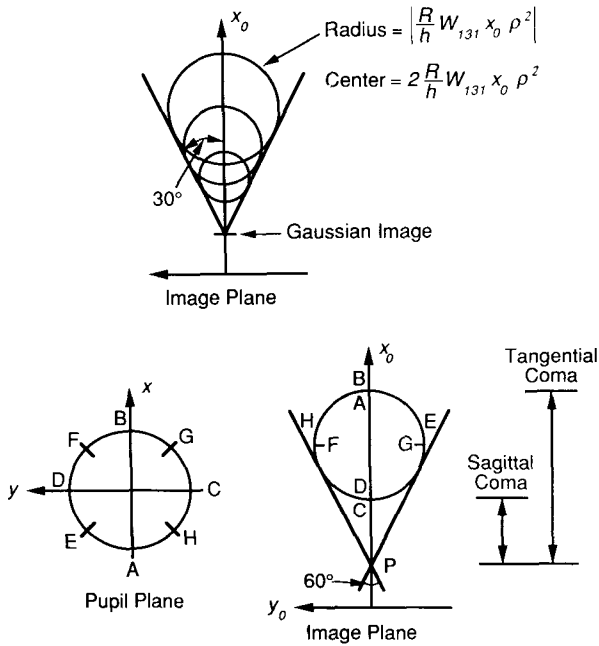 x₀
Radius = |R/h W₁₃₁ x₀ ρ²|
Center = 2 R/h W₁₃₁ x₀ ρ²
30°
Gaussian Image
Image Plane
x
B
F
G
y
D
C
E
H
A
Pupil Plane
x₀
B
A
H
E
F
G
D
C
P
60°
y₀
Image Plane
Tangential
Coma
Sagittal
Coma